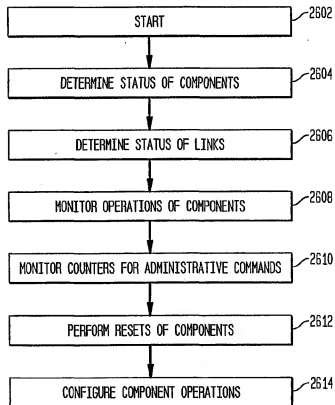 START 2602
DETERMINE STATUS OF COMPONENTS 2604
DETERMINE STATUS OF LINKS 2606
MONITOR OPERATIONS OF COMPONENTS 2608
MONITOR COUNTERS FOR ADMINISTRATIVE COMMANDS 2610
PERFORM RESETS OF COMPONENTS 2612
CONFIGURE COMPONENT OPERATIONS 2614